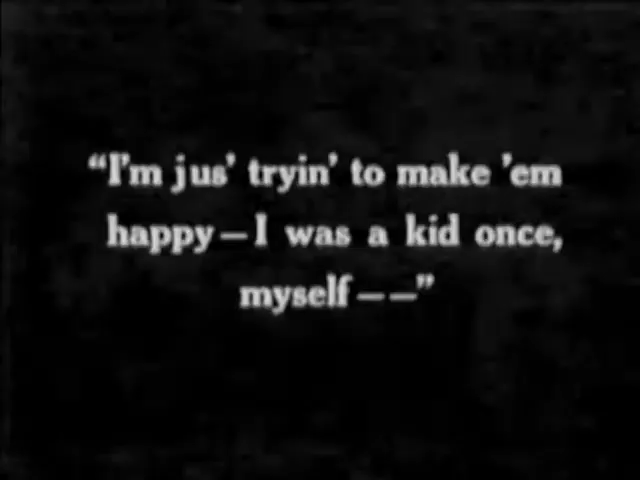 “I’m jus’ tryin’ to make ’em
happy—I was a kid once,
myself——”